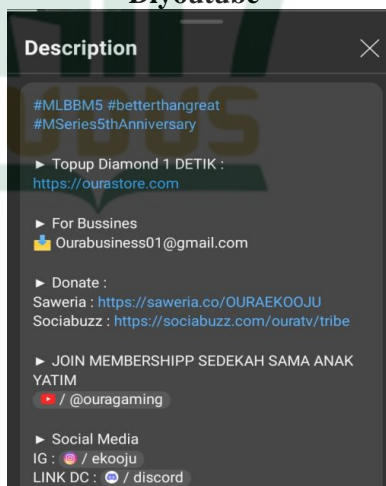 Diyoutube
Description
#MLBBM5 #betterthangreat
#MSeries5thAnniversary
► Topup Diamond 1 DETIK :
https://ourastore.com
► For Bussines
📩 Ourabusiness01@gmail.com
► Donate :
Saweria : https://saweria.co/OURAEKOOJU
Sociabuzz : https://sociabuzz.com/ouratv/tribe
► JOIN MEMBERSHIPP SEDEKAH SAMA ANAK
YATIM
/ @ouragaming
► Social Media
IG : / ekooju
LINK DC : / discord